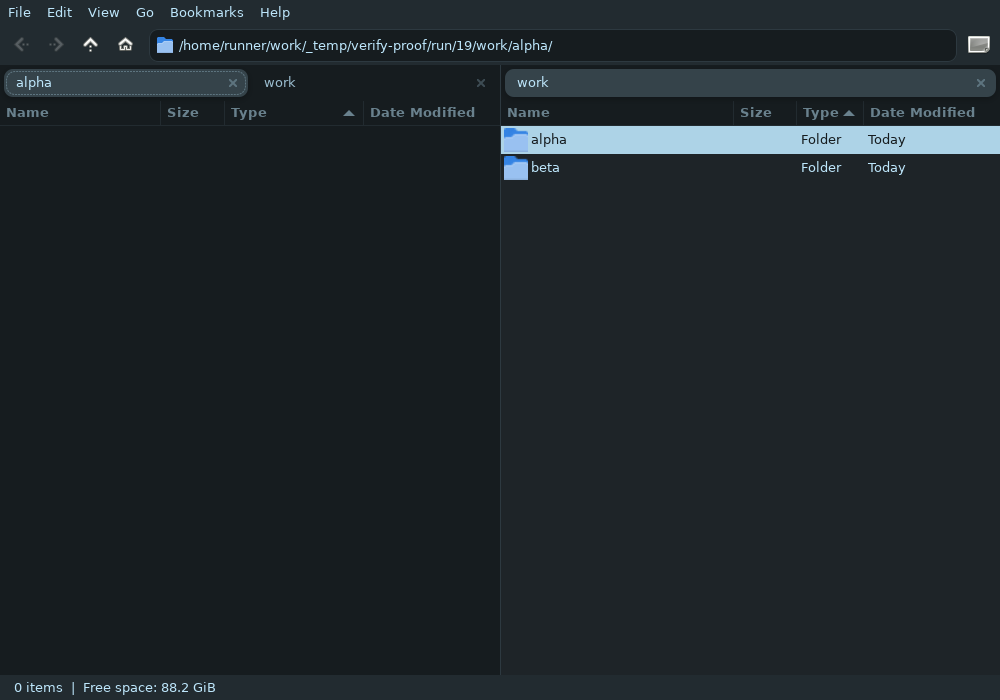 File Edit View Go Bookmarks Help
/home/runner/work/_temp/verify-proof/run/19/work/alpha/
alpha work work
Name Size Type Date Modified Name Size Type Date Modified
alpha Folder Today
beta Folder Today
0 items | Free space: 88.2 GiB